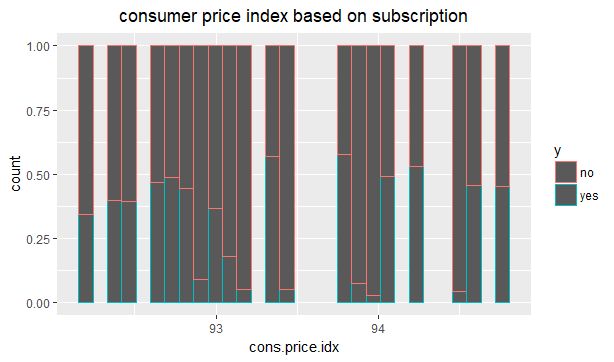 consumer price index based on subscription
1.00
0.75
0.50
0.25
0.00
count
93
94
cons.price.idx
y
no
yes